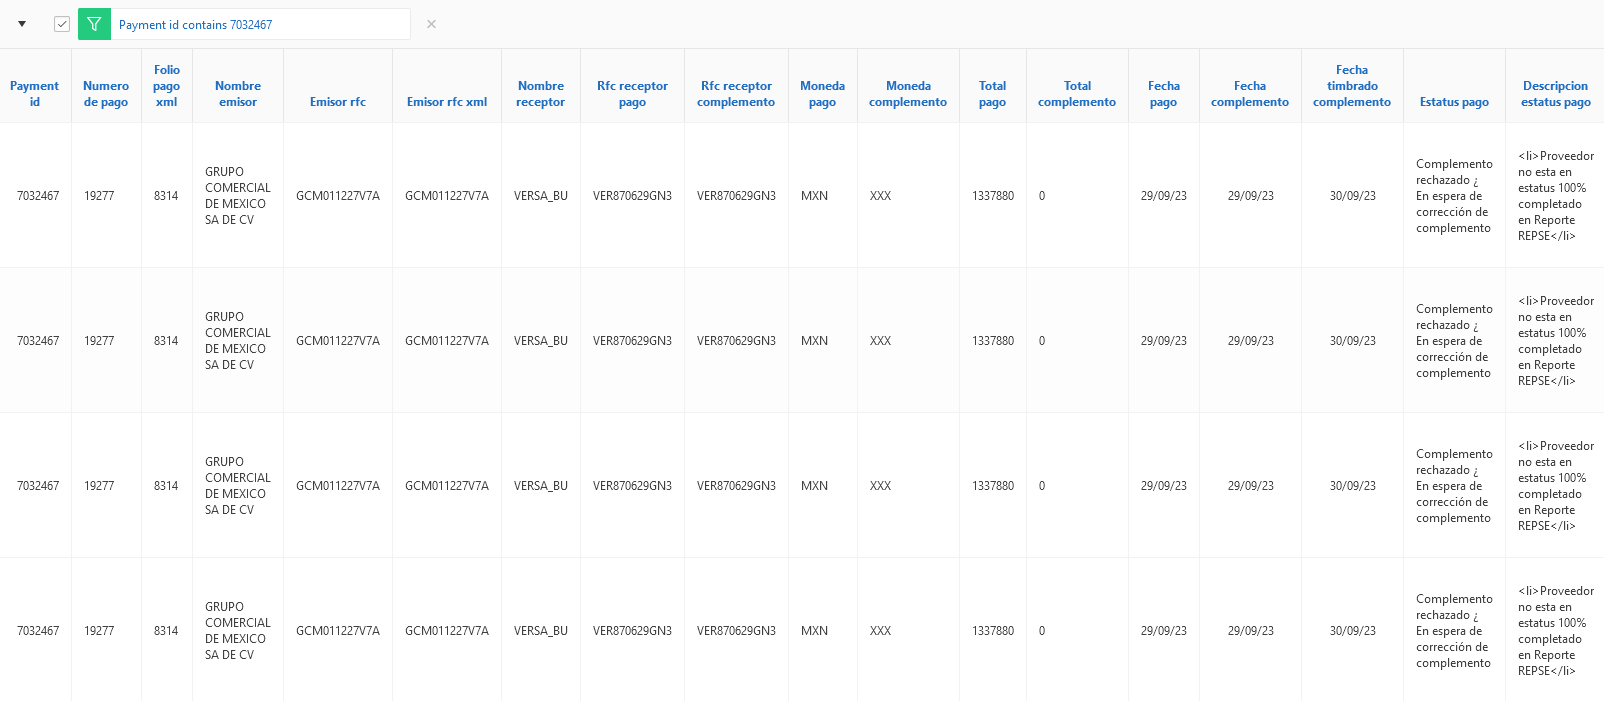 Payment id contains 7032467
Payment id
Numero de pago
Folio pago xml
Nombre emisor
Emisor rfc
Emisor rfc xml
Nombre receptor
Rfc receptor pago
Rfc receptor complemento
Moneda pago
Moneda complemento
Total pago
Total complemento
Fecha pago
Fecha complemento
Fecha timbrado complemento
Estatus pago
Descripcion estatus pago
7032467
19277
8314
GRUPO
COMERCIAL
DE MEXICO
SA DE CV
GCM011227V7A
GCM011227V7A
VERSA_BU
VER870629GN3
VER870629GN3
MXN
XXX
1337880
0
29/09/23
29/09/23
30/09/23
Complemento
rechazado ¿
En espera de
corrección de
complemento
<li>Proveedor
no esta en
estatus 100%
completado
en Reporte
REPSE</li>
7032467
19277
8314
GRUPO
COMERCIAL
DE MEXICO
SA DE CV
GCM011227V7A
GCM011227V7A
VERSA_BU
VER870629GN3
VER870629GN3
MXN
XXX
1337880
0
29/09/23
29/09/23
30/09/23
Complemento
rechazado ¿
En espera de
corrección de
complemento
<li>Proveedor
no esta en
estatus 100%
completado
en Reporte
REPSE</li>
7032467
19277
8314
GRUPO
COMERCIAL
DE MEXICO
SA DE CV
GCM011227V7A
GCM011227V7A
VERSA_BU
VER870629GN3
VER870629GN3
MXN
XXX
1337880
0
29/09/23
29/09/23
30/09/23
Complemento
rechazado ¿
En espera de
corrección de
complemento
<li>Proveedor
no esta en
estatus 100%
completado
en Reporte
REPSE</li>
7032467
19277
8314
GRUPO
COMERCIAL
DE MEXICO
SA DE CV
GCM011227V7A
GCM011227V7A
VERSA_BU
VER870629GN3
VER870629GN3
MXN
XXX
1337880
0
29/09/23
29/09/23
30/09/23
Complemento
rechazado ¿
En espera de
corrección de
complemento
<li>Proveedor
no esta en
estatus 100%
completado
en Reporte
REPSE</li>